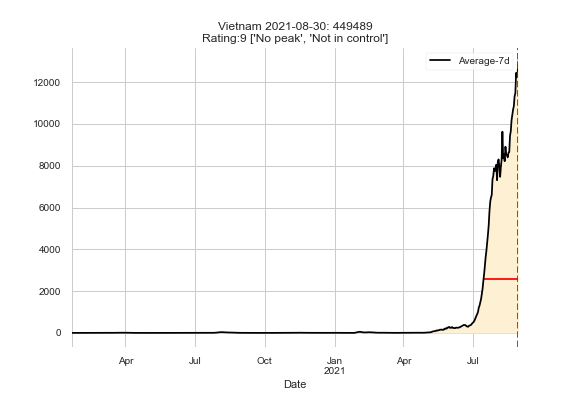 Vietnam 2021-08-30: 449489
Rating:9 ['No peak', 'Not in control']
Average-7d
12000
10000
8000
6000
4000
2000
0
Apr
Jul
Oct
Jan
2021
Apr
Jul
Date